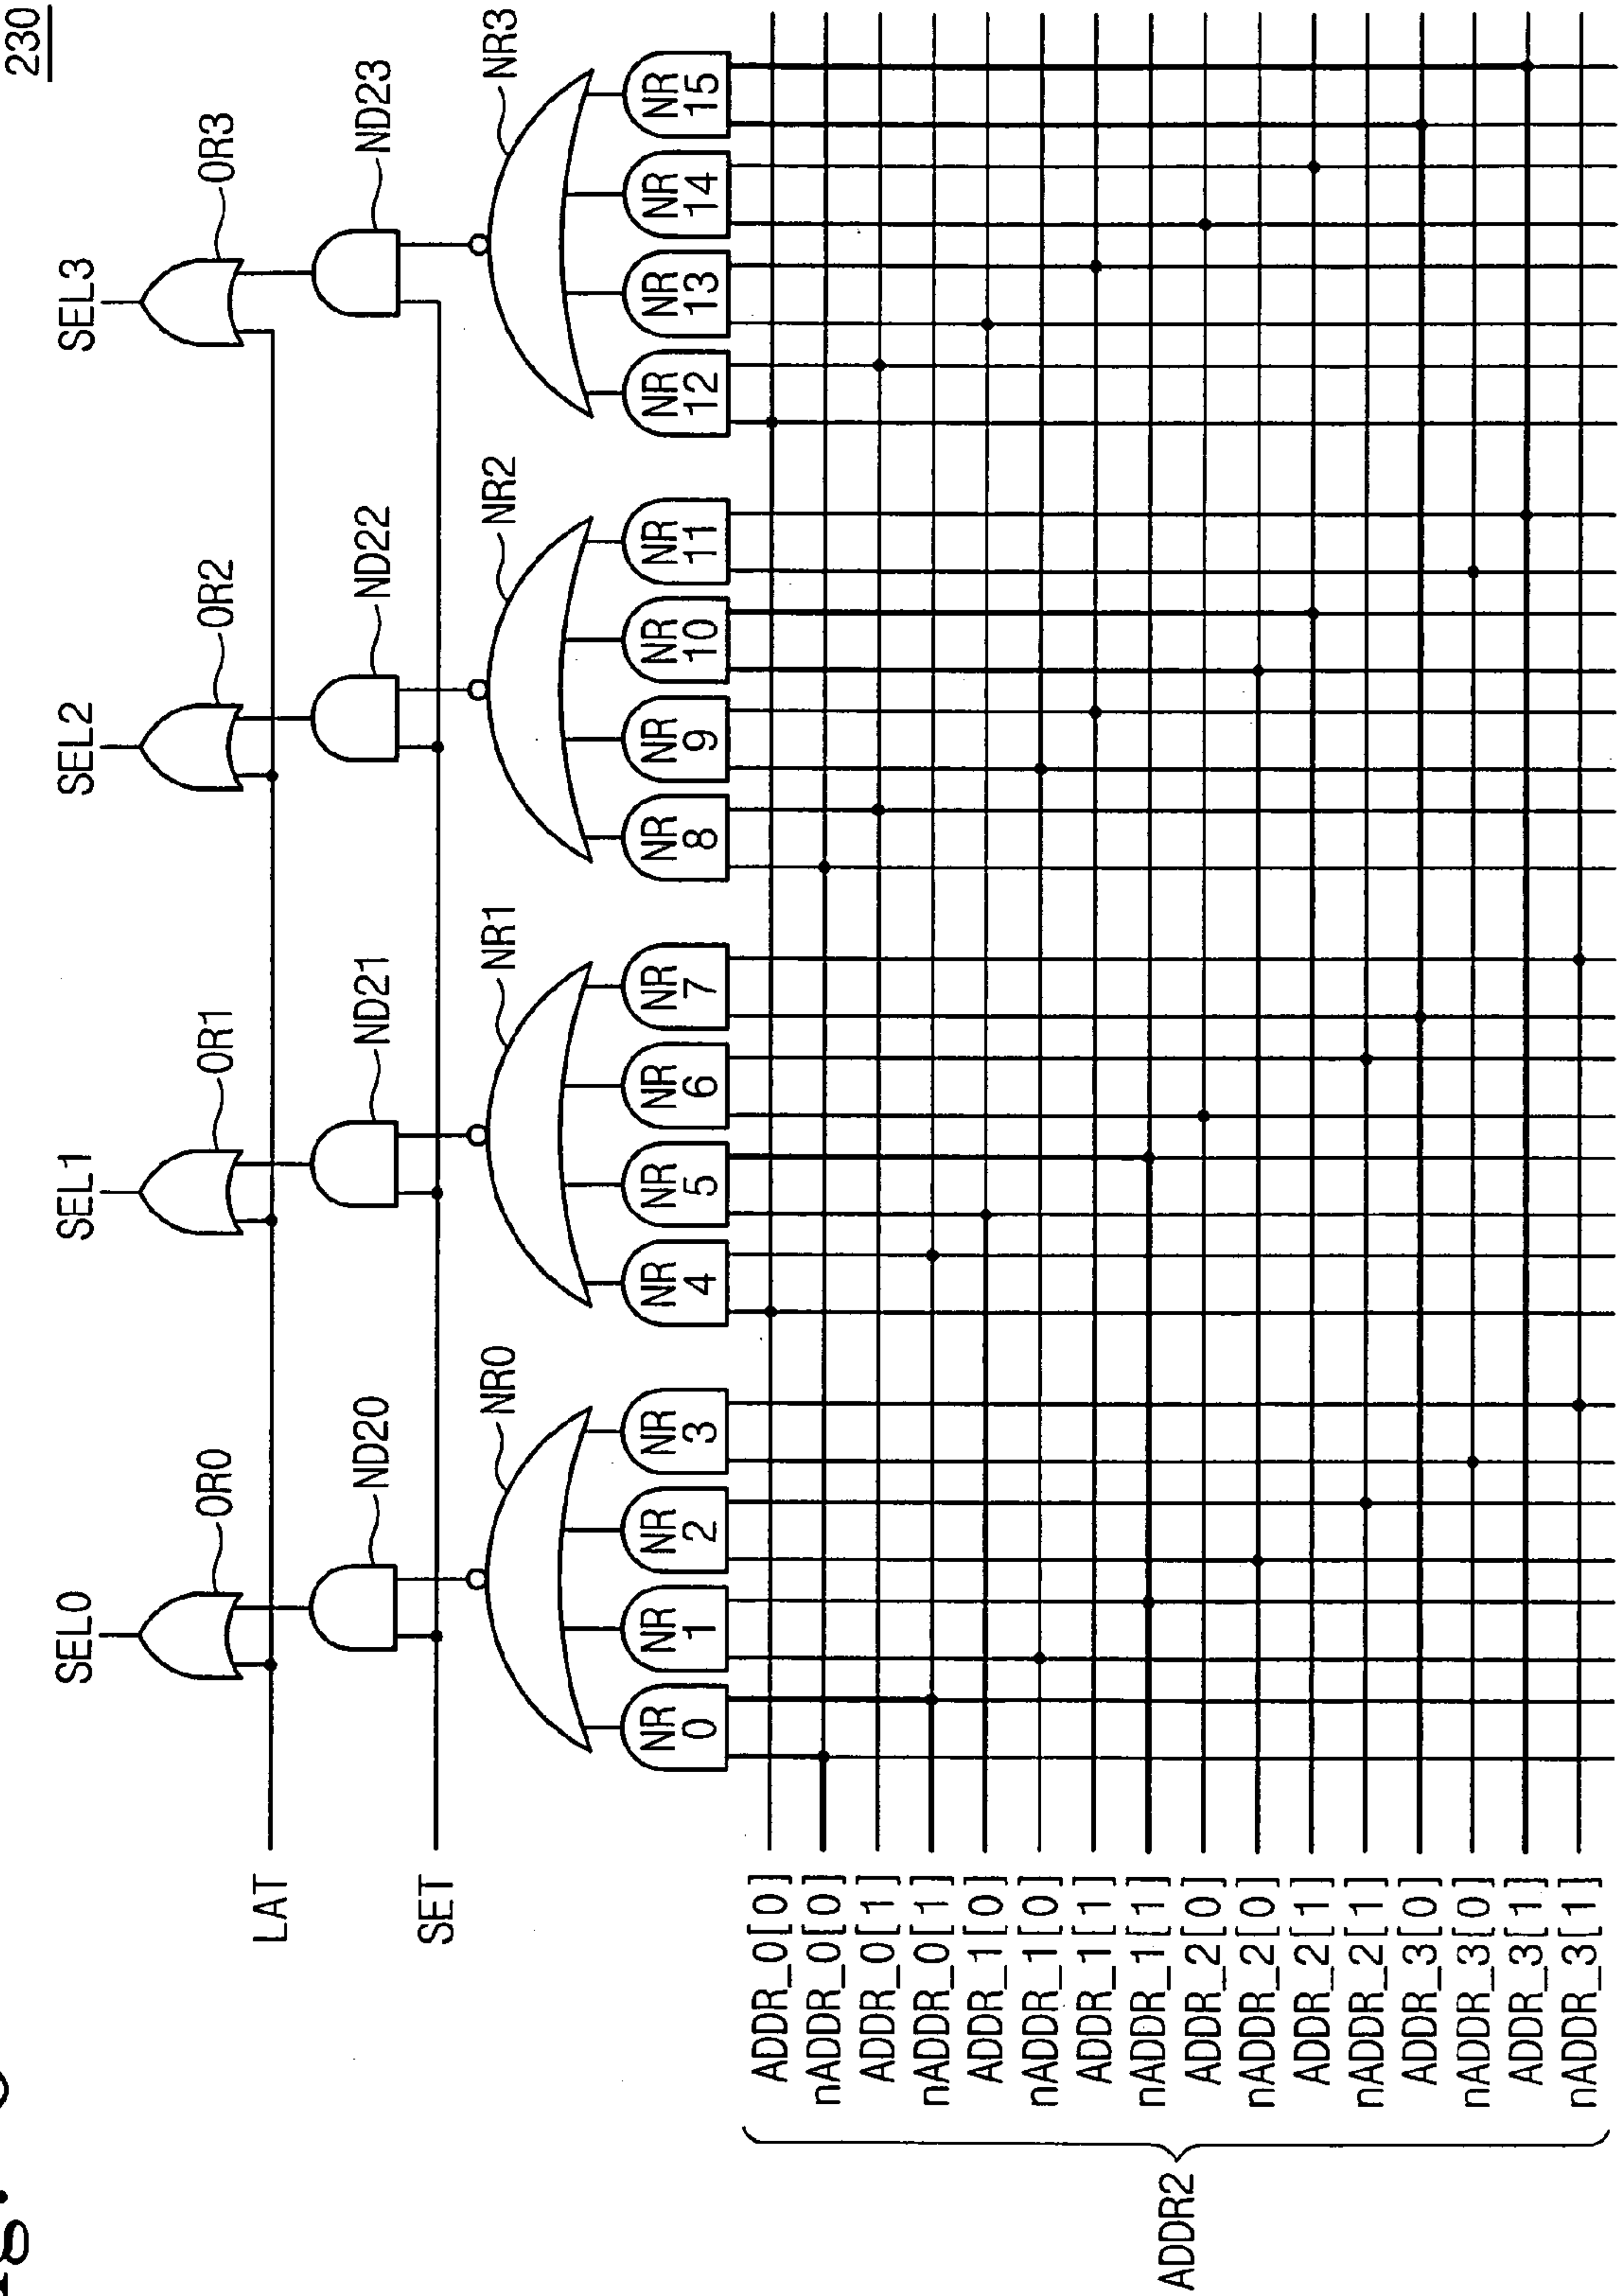 230
SEL0
SEL1
SEL2
SEL3
OR0
OR1
OR2
OR3
LAT
ND20
ND21
ND22
ND23
SET
NR0
NR1
NR2
NR3
NR 0
NR 1
NR 2
NR 3
NR 4
NR 5
NR 6
NR 7
NR 8
NR 9
NR 10
NR 11
NR 12
NR 13
NR 14
NR 15
ADDR2
ADDR_0[0]
nADDR_0[0]
ADDR_0[1]
nADDR_0[1]
ADDR_1[0]
nADDR_1[0]
ADDR_1[1]
nADDR_1[1]
ADDR_2[0]
nADDR_2[0]
ADDR_2[1]
nADDR_2[1]
ADDR_3[0]
nADDR_3[0]
ADDR_3[1]
nADDR_3[1]